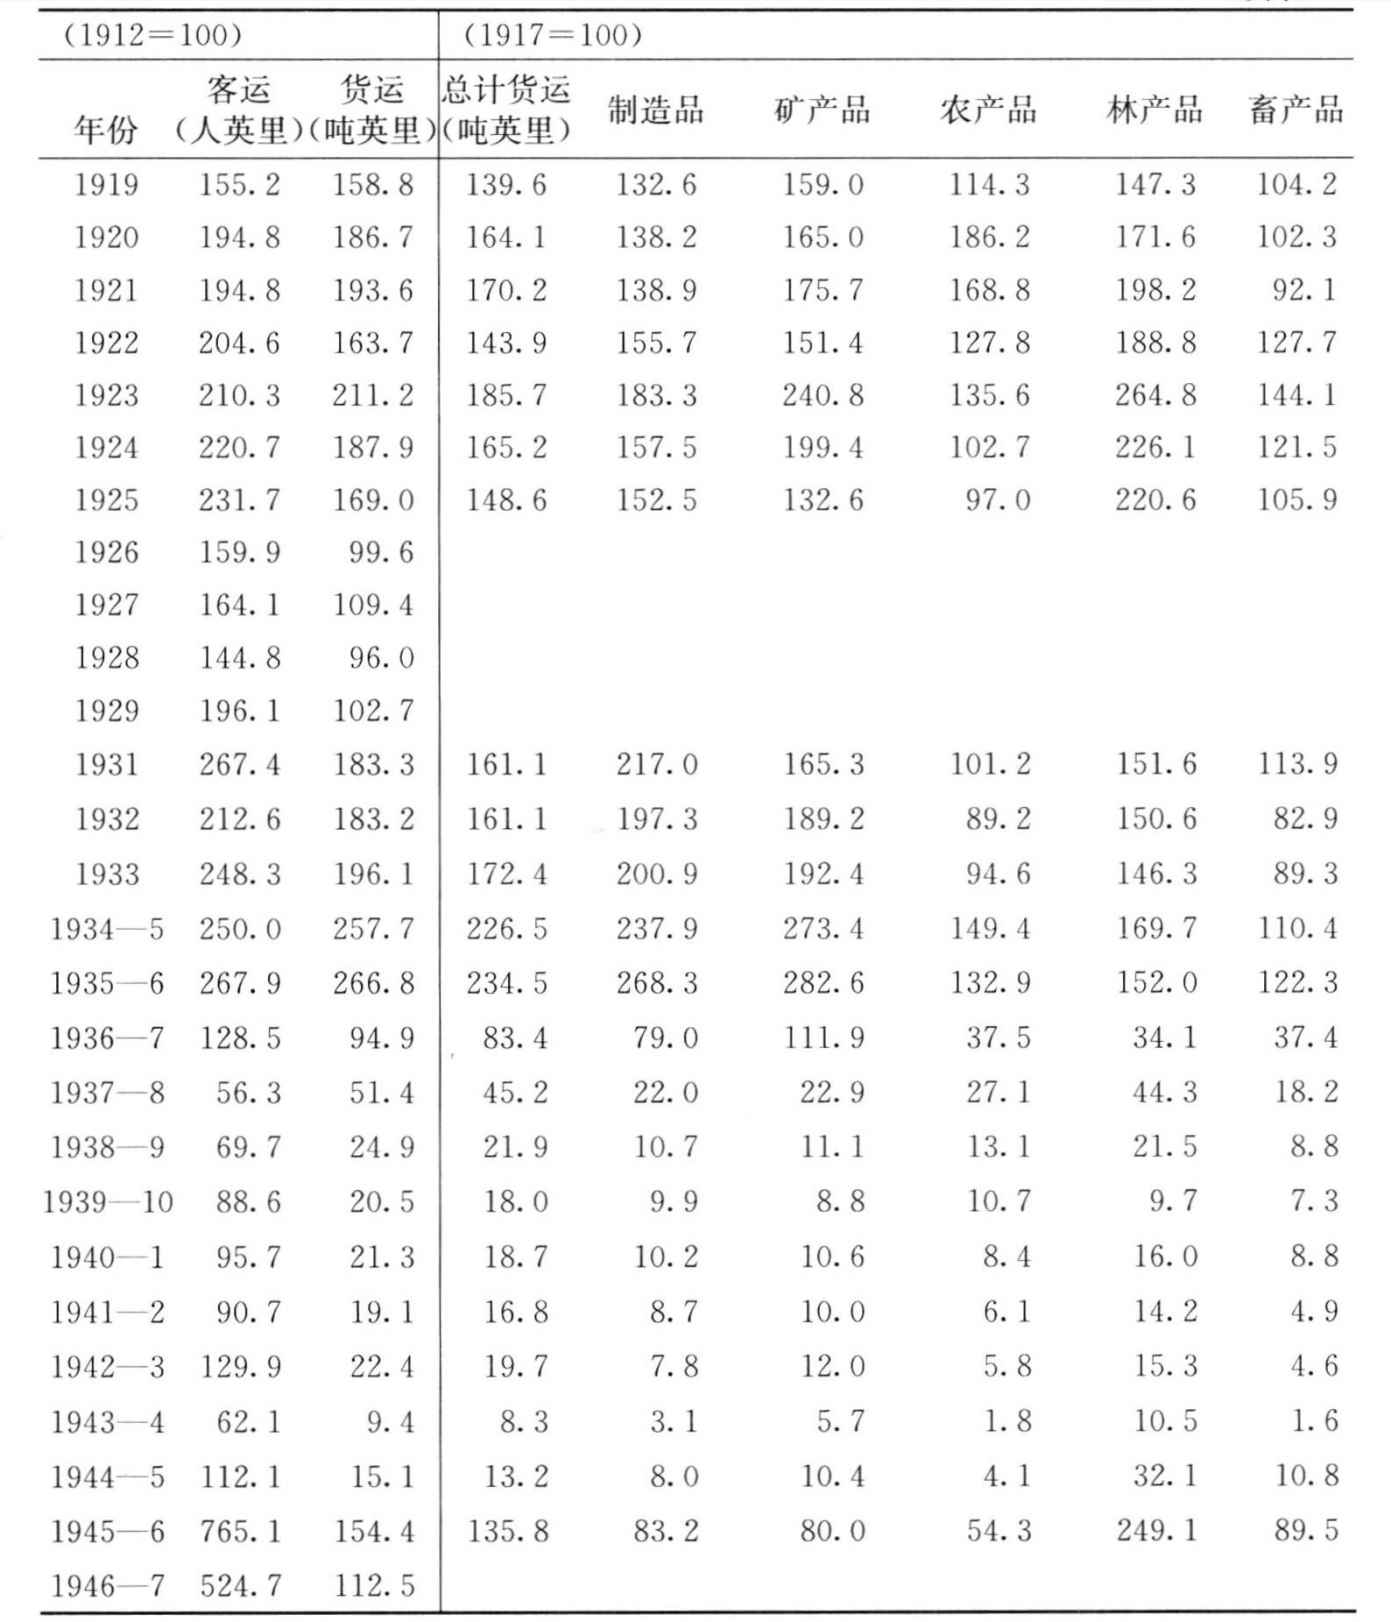 (1912=100) (1917=100)
客运 货运 总计货运 制造品 矿产品 农产品 林产品 畜产品
年份 (人英里) (吨英里) (吨英里)
1919 155.2 158.8 139.6 132.6 159.0 114.3 147.3 104.2
1920 194.8 186.7 164.1 138.2 165.0 186.2 171.6 102.3
1921 194.8 193.6 170.2 138.9 175.7 168.8 198.2 92.1
1922 204.6 163.7 143.9 155.7 151.4 127.8 188.8 127.7
1923 210.3 211.2 185.7 183.3 240.8 135.6 264.8 144.1
1924 220.7 187.9 165.2 157.5 199.4 102.7 226.1 121.5
1925 231.7 169.0 148.6 152.5 132.6 97.0 220.6 105.9
1926 159.9 99.6
1927 164.1 109.4
1928 144.8 96.0
1929 196.1 102.7
1931 267.4 183.3 161.1 217.0 165.3 101.2 151.6 113.9
1932 212.6 183.2 161.1 197.3 189.2 89.2 150.6 82.9
1933 248.3 196.1 172.4 200.9 192.4 94.6 146.3 89.3
1934—5 250.0 257.7 226.5 237.9 273.4 149.4 169.7 110.4
1935—6 267.9 266.8 234.5 268.3 282.6 132.9 152.0 122.3
1936—7 128.5 94.9 83.4 79.0 111.9 37.5 34.1 37.4
1937—8 56.3 51.4 45.2 22.0 22.9 27.1 44.3 18.2
1938—9 69.7 24.9 21.9 10.7 11.1 13.1 21.5 8.8
1939—10 88.6 20.5 18.0 9.9 8.8 10.7 9.7 7.3
1940—1 95.7 21.3 18.7 10.2 10.6 8.4 16.0 8.8
1941—2 90.7 19.1 16.8 8.7 10.0 6.1 14.2 4.9
1942—3 129.9 22.4 19.7 7.8 12.0 5.8 15.3 4.6
1943—4 62.1 9.4 8.3 3.1 5.7 1.8 10.5 1.6
1944—5 112.1 15.1 13.2 8.0 10.4 4.1 32.1 10.8
1945—6 765.1 154.4 135.8 83.2 80.0 54.3 249.1 89.5
1946—7 524.7 112.5